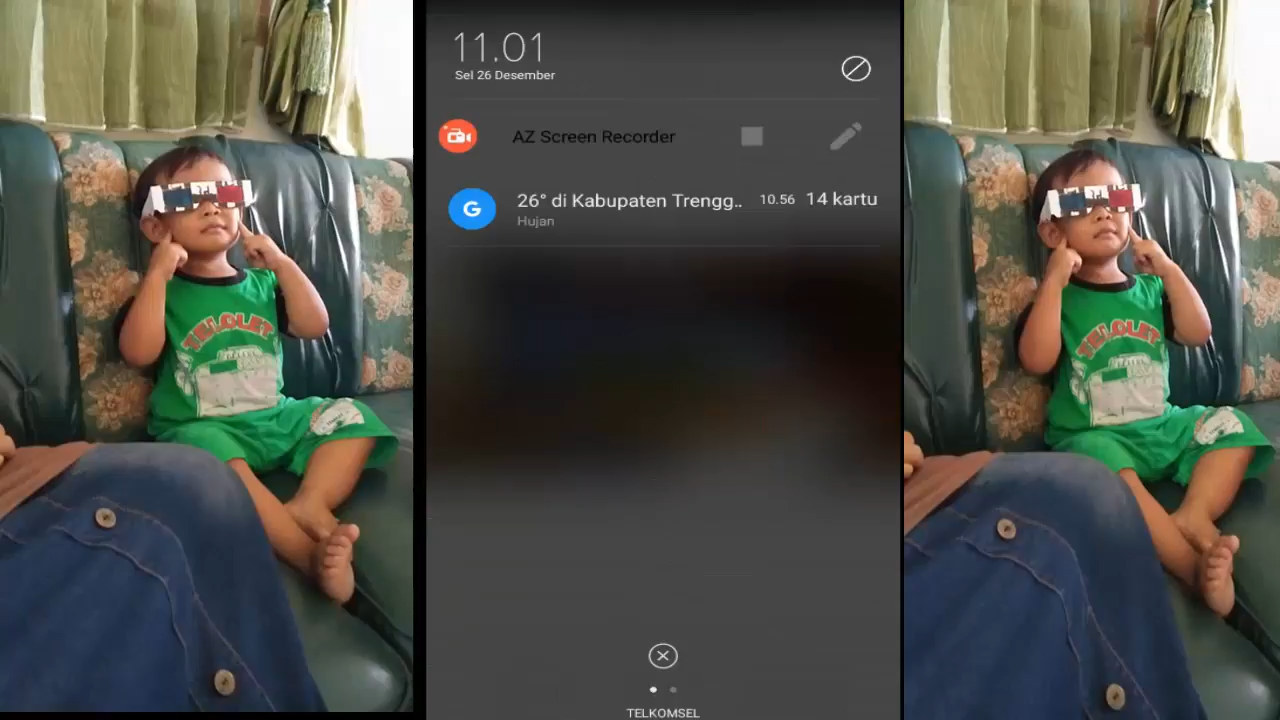 11.01
Sel 26 Desember
AZ Screen Recorder
26° di Kabupaten Trengg.. 10.56 14 kartu
Hujan
TELKOMSEL
TELOLET
TELOLET